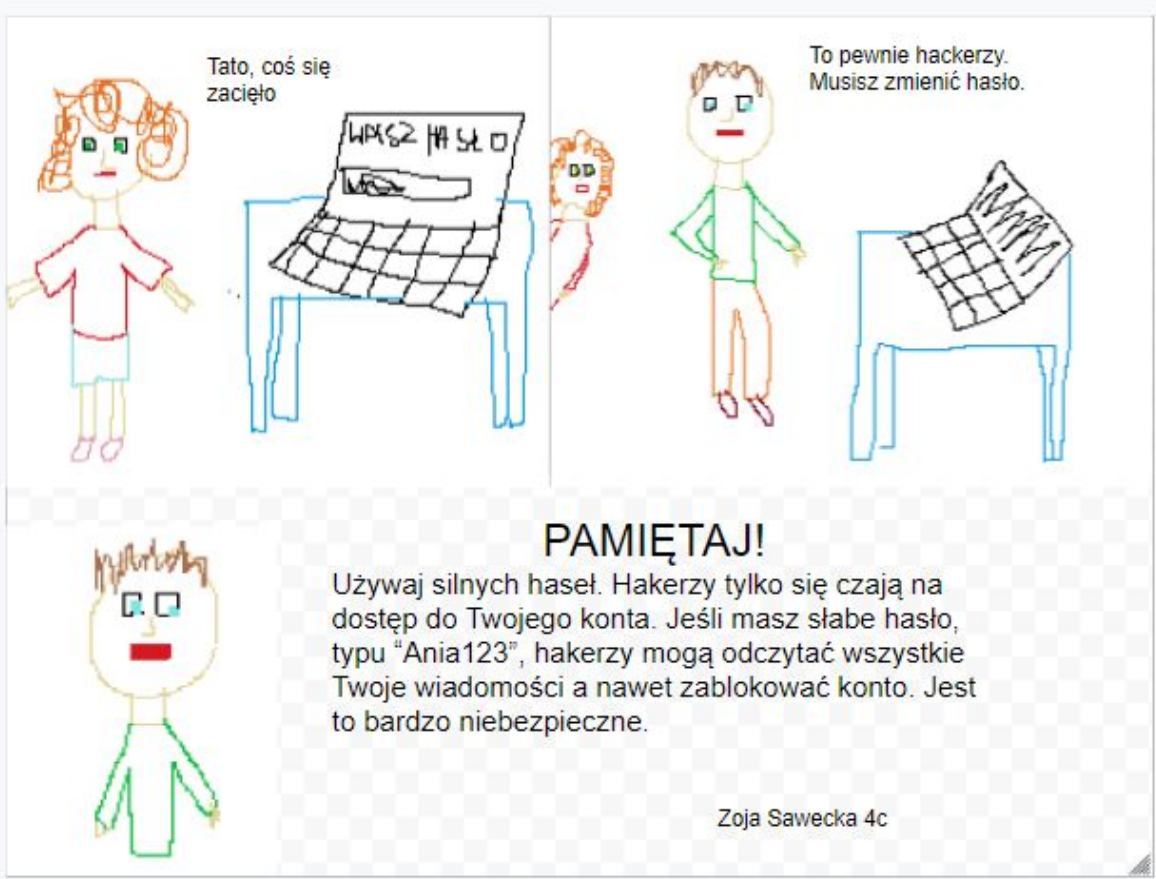 Tato, coś się
zacięło
WPISZ HASŁO
To pewnie hackerzy.
Musisz zmienić hasło.
PAMIĘTAJ!
Używaj silnych haseł. Hakerzy tylko się czają na
dostęp do Twojego konta. Jeśli masz słabe hasło,
typu “Ania123”, hakerzy mogą odczytać wszystkie
Twoje wiadomości a nawet zablokować konto. Jest
to bardzo niebezpieczne.
Zoja Sawecka 4c